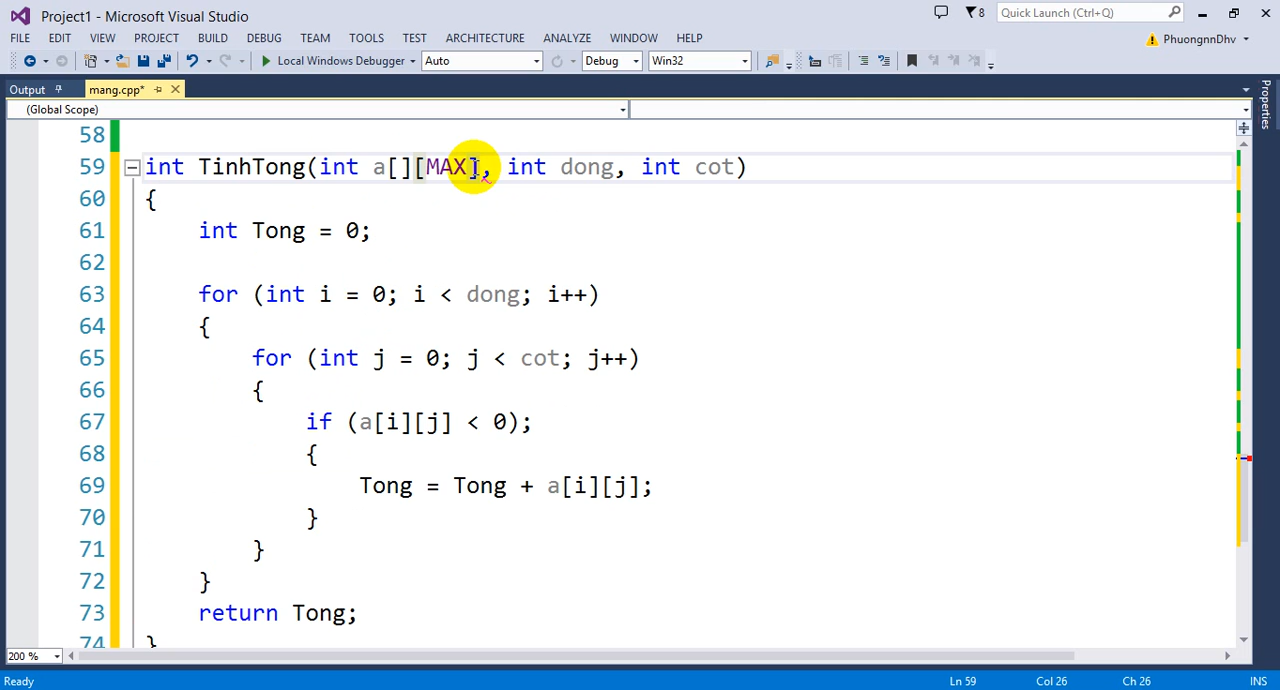 Project1 - Microsoft Visual Studio
8
Quick Launch (Ctrl+Q)
FILE EDIT VIEW PROJECT BUILD DEBUG TEAM TOOLS TEST ARCHITECTURE ANALYZE WINDOW HELP
PhuongnnDhv
Local Windows Debugger Auto Debug Win32
Output mang.cpp*
(Global Scope)
Properties
58
59 int TinhTong(int a[][MAX], int dong, int cot)
60 {
61 int Tong = 0;
62
63 for (int i = 0; i < dong; i++)
64 {
65 for (int j = 0; j < cot; j++)
66 {
67 if (a[i][j] < 0);
68 {
69 Tong = Tong + a[i][j];
70 }
71 }
72 }
73 return Tong;
74 }
200 %
Ready Ln 59 Col 26 Ch 26 INS